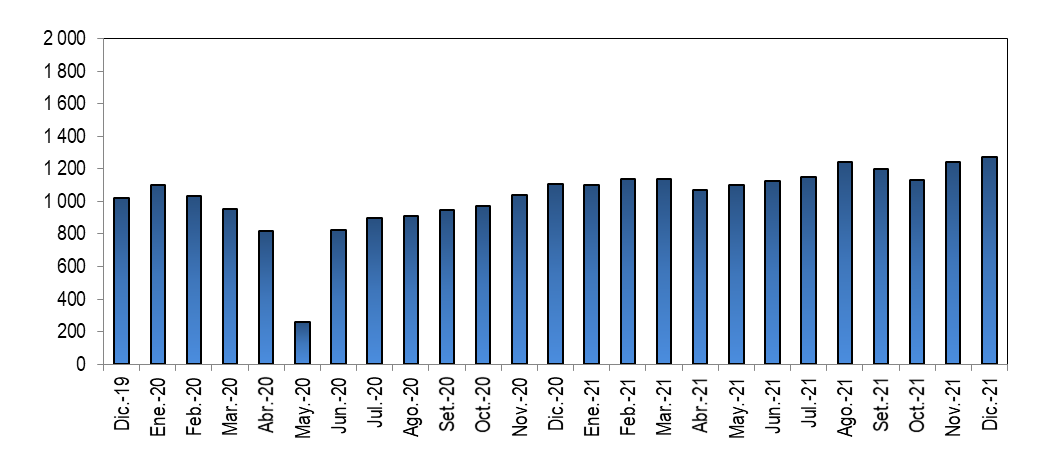 2 000
1 800
1 600
1 400
1 200
1 000
800
600
400
200
0
Dic.-19
Ene.-20
Feb.-20
Mar.-20
Abr.-20
May.-20
Jun.-20
Jul.-20
Ago.-20
Set.-20
Oct.-20
Nov.-20
Dic.-20
Ene.-21
Feb.-21
Mar.-21
Abr.-21
May.-21
Jun.-21
Jul.-21
Ago.-21
Set.-21
Oct.-21
Nov.-21
Dic.-21